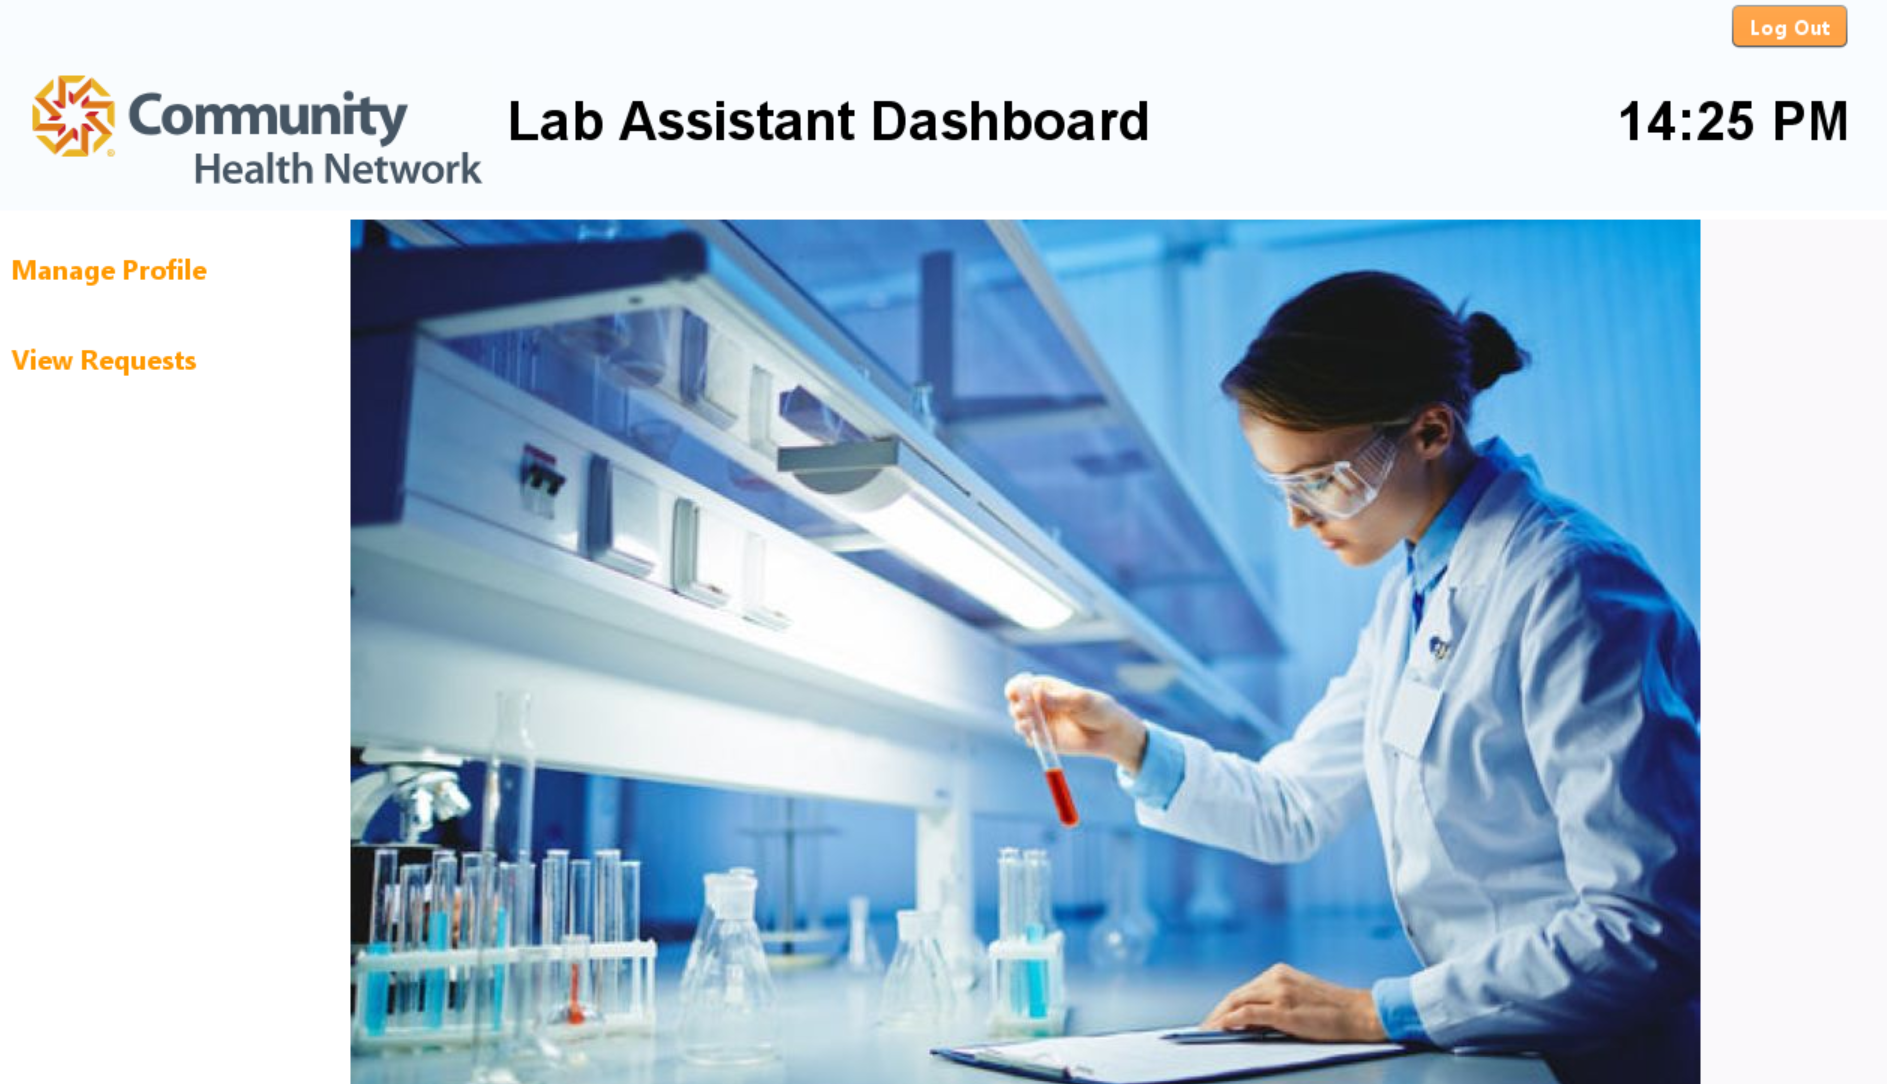 Log Out
Community
Health Network
Lab Assistant Dashboard
14:25 PM
Manage Profile
View Requests